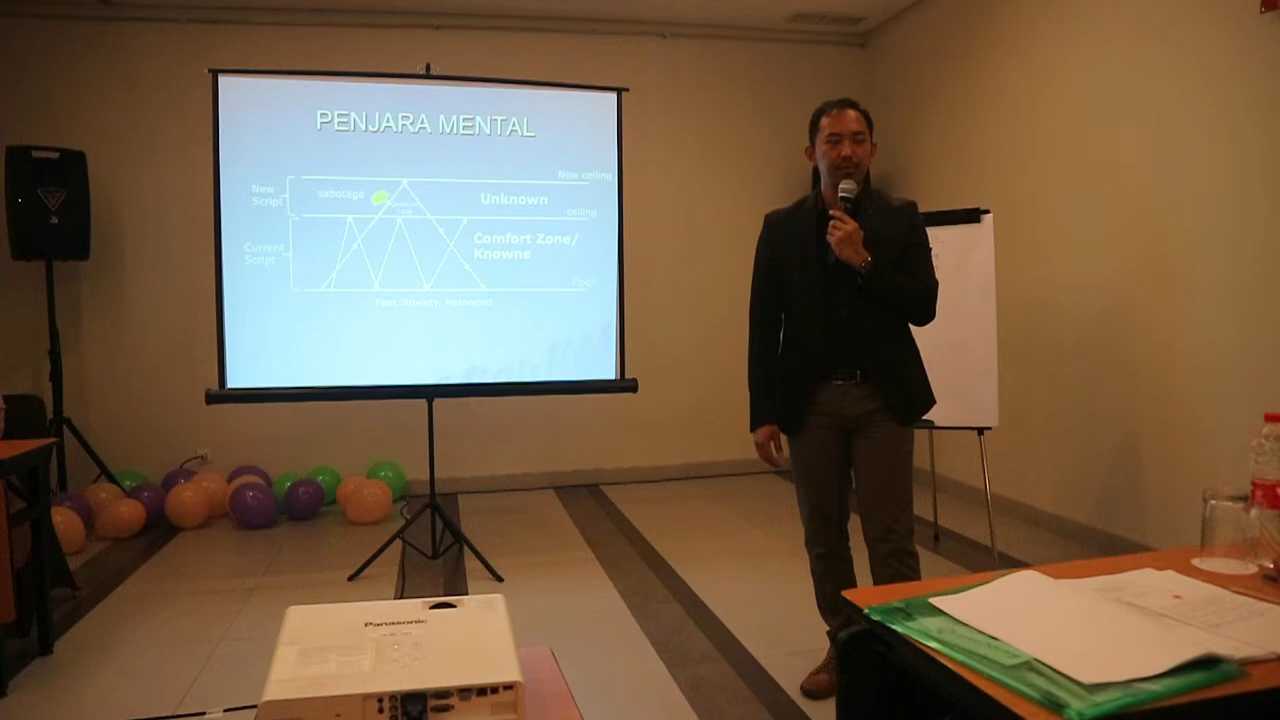 PENJARA MENTAL
New ceiling
New
Script
sabotage
Unknown
ceiling
Current
Script
Comfort Zone/
Knowns
Floor
Fear, Anxiety, Motivated
Panasonic